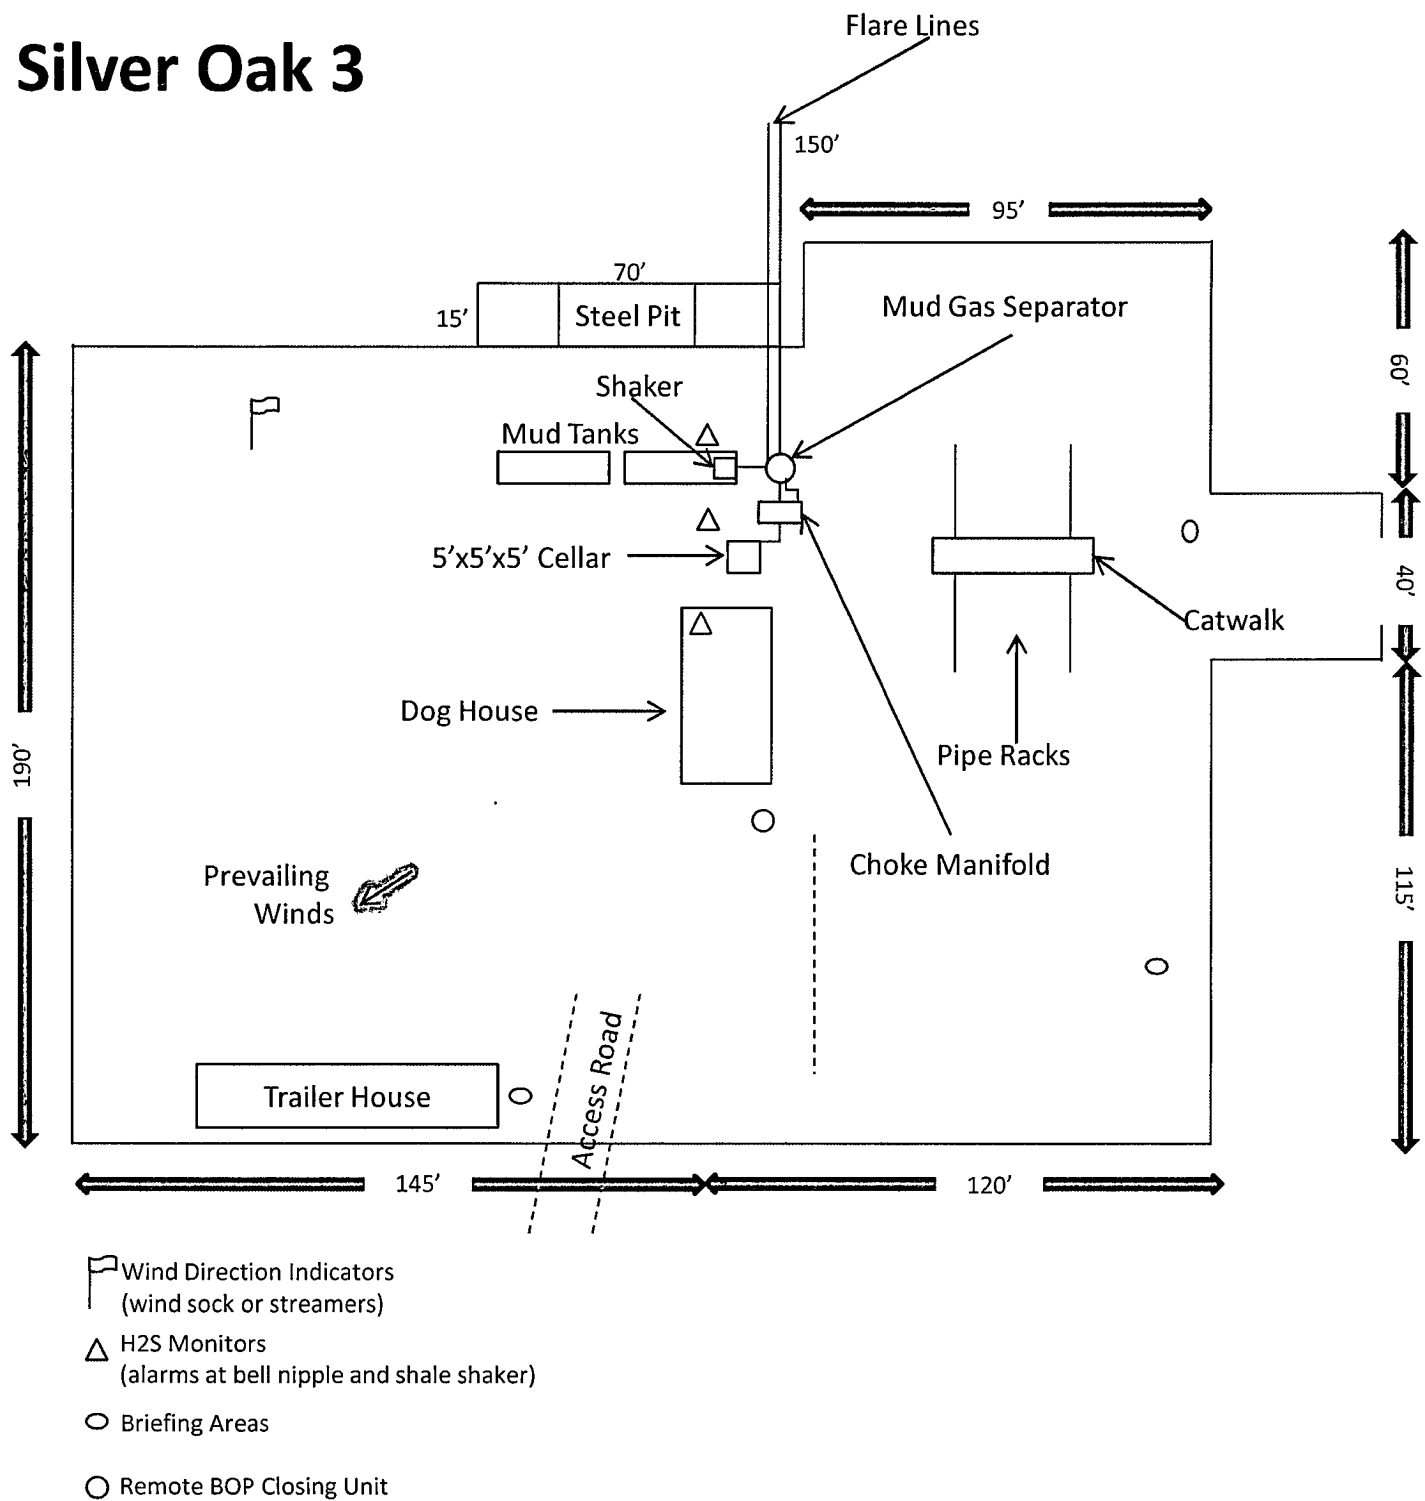 Flare Lines
Silver Oak 3
150’
95’
70’
15’
Steel Pit
Mud Gas Separator
60’
Shaker
Mud Tanks
5’x5’x5’ Cellar
40’
Catwalk
Dog House
Pipe Racks
190’
Choke Manifold
115’
Prevailing
Winds
Access Road
Trailer House
145’
120’
Wind Direction Indicators
(wind sock or streamers)
H2S Monitors
(alarms at bell nipple and shale shaker)
Briefing Areas
Remote BOP Closing Unit